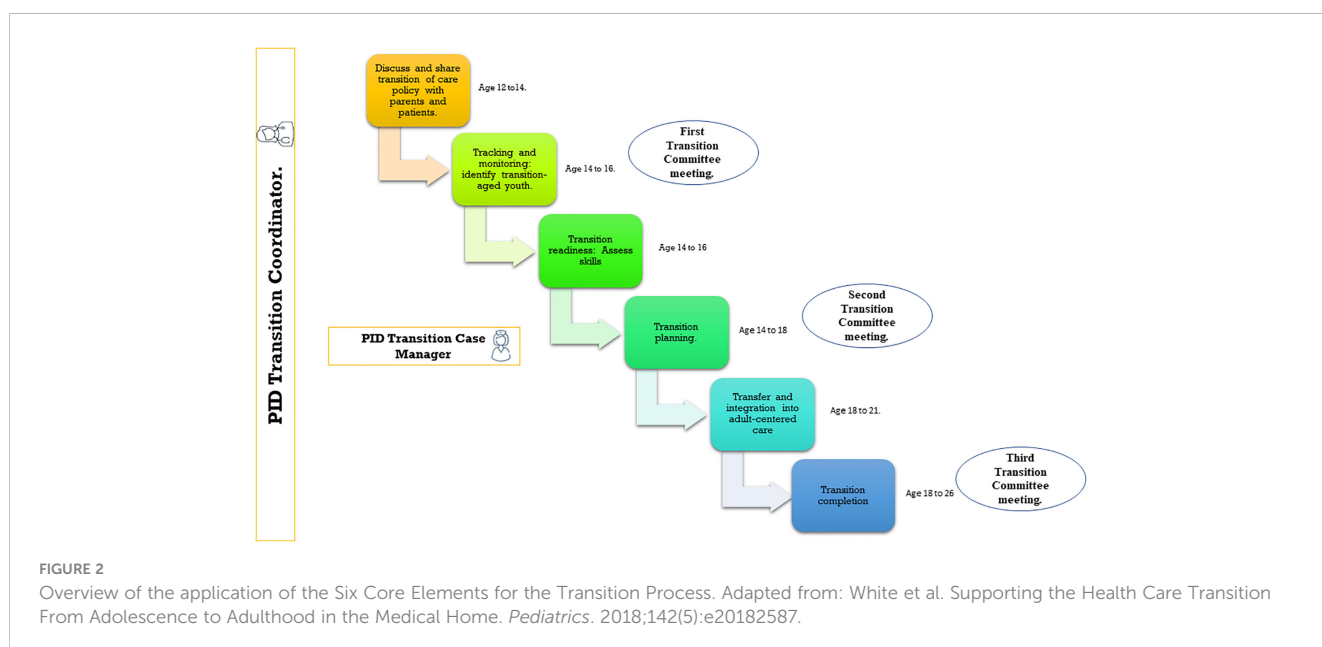 PID Transition Coordinator.
Discuss and share
transition of care
policy with
parents and
patients.
Age 12 to14.
Tracking and
monitoring:
identify transition-
aged youth.
Age 14 to 16.
First
Transition
Committee
meeting.
Transition
readiness: Assess
skills
Age 14 to 16
PID Transition Case
Manager
Transition
planning.
Age 14 to 18
Second
Transition
Committee
meeting.
Transfer and
integration into
adult-centered
care
Age 18 to 21.
Transition
completion
Age 18 to 26
Third
Transition
Committee
meeting.
FIGURE 2
Overview of the application of the Six Core Elements for the Transition Process. Adapted from: White et al. Supporting the Health Care Transition
From Adolescence to Adulthood in the Medical Home. Pediatrics. 2018;142(5):e20182587.